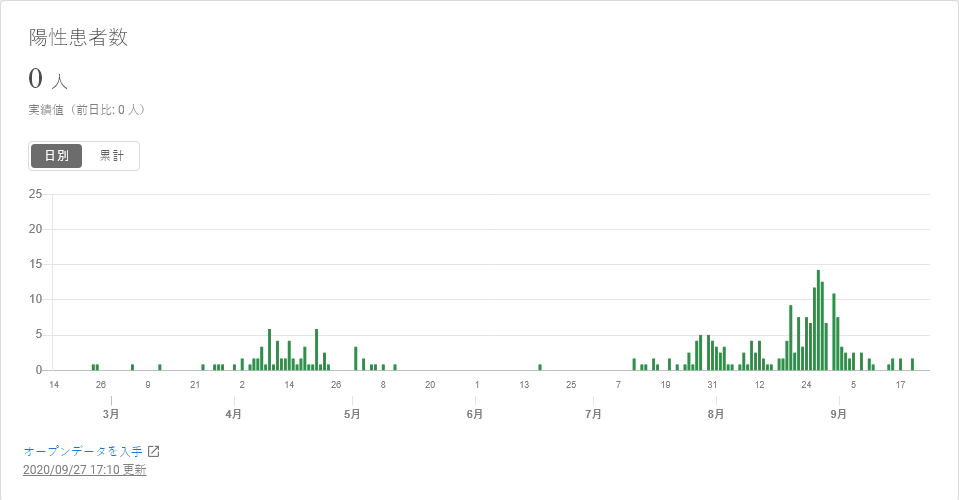 陽性患者数
0 人
実績値（前日比: 0 人）
日別 累計
25
20
15
10
5
0
14 26 9 21 2 14 26 8 20 1 13 25 7 19 31 12 24 5 17
3月 4月 5月 6月 7月 8月 9月
オープンデータを入手
2020/09/27 17:10 更新